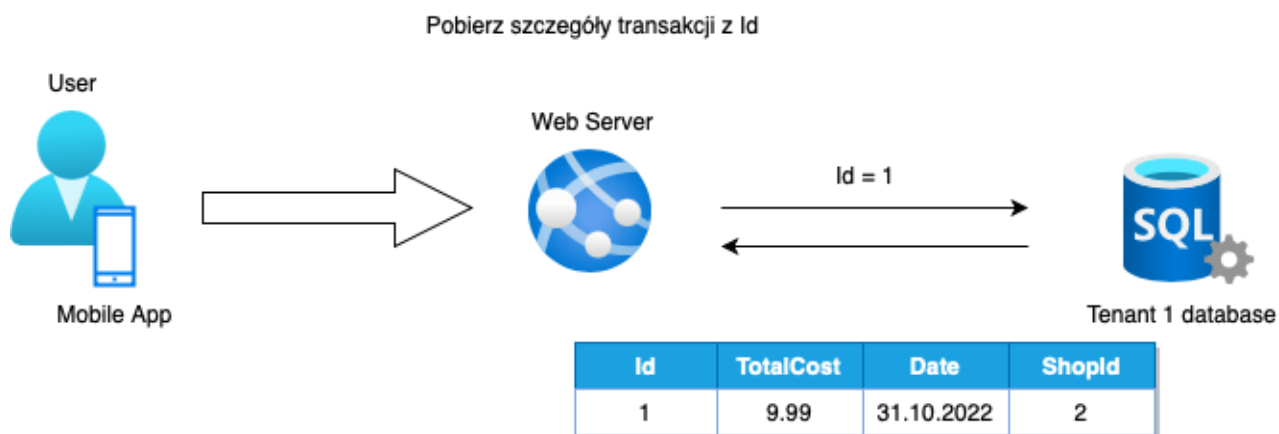 Pobierz szczegóły transakcji z Id
User
Web Server
Id = 1
SQL
Mobile App
Tenant 1 database
Id TotalCost Date ShopId
1 9.99 31.10.2022 2